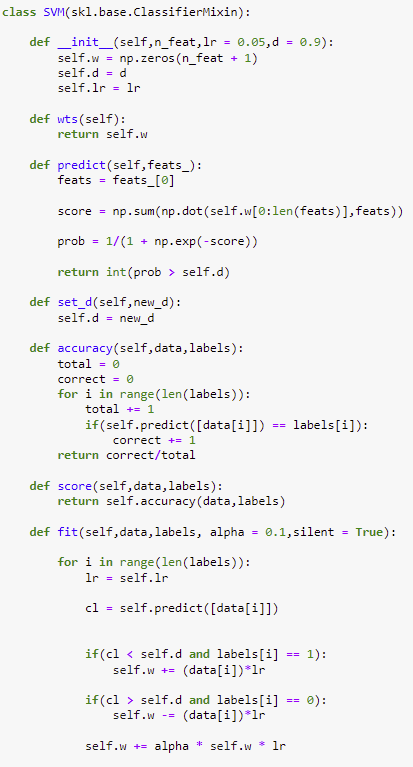 class SVM(skl.base.ClassifierMixin):
def __init__(self,n_feat,lr = 0.05,d = 0.9):
self.w = np.zeros(n_feat + 1)
self.d = d
self.lr = lr
def wts(self):
return self.w
def predict(self,feats_):
feats = feats_[0]
score = np.sum(np.dot(self.w[0:len(feats)],feats))
prob = 1/(1 + np.exp(-score))
return int(prob > self.d)
def set_d(self,new_d):
self.d = new_d
def accuracy(self,data,labels):
total = 0
correct = 0
for i in range(len(labels)):
total += 1
if(self.predict([data[i]]) == labels[i]):
correct += 1
return correct/total
def score(self,data,labels):
return self.accuracy(data,labels)
def fit(self,data,labels, alpha = 0.1,silent = True):
for i in range(len(labels)):
lr = self.lr
cl = self.predict([data[i]])
if(cl < self.d and labels[i] == 1):
self.w += (data[i])*lr
if(cl > self.d and labels[i] == 0):
self.w -= (data[i])*lr
self.w += alpha * self.w * lr